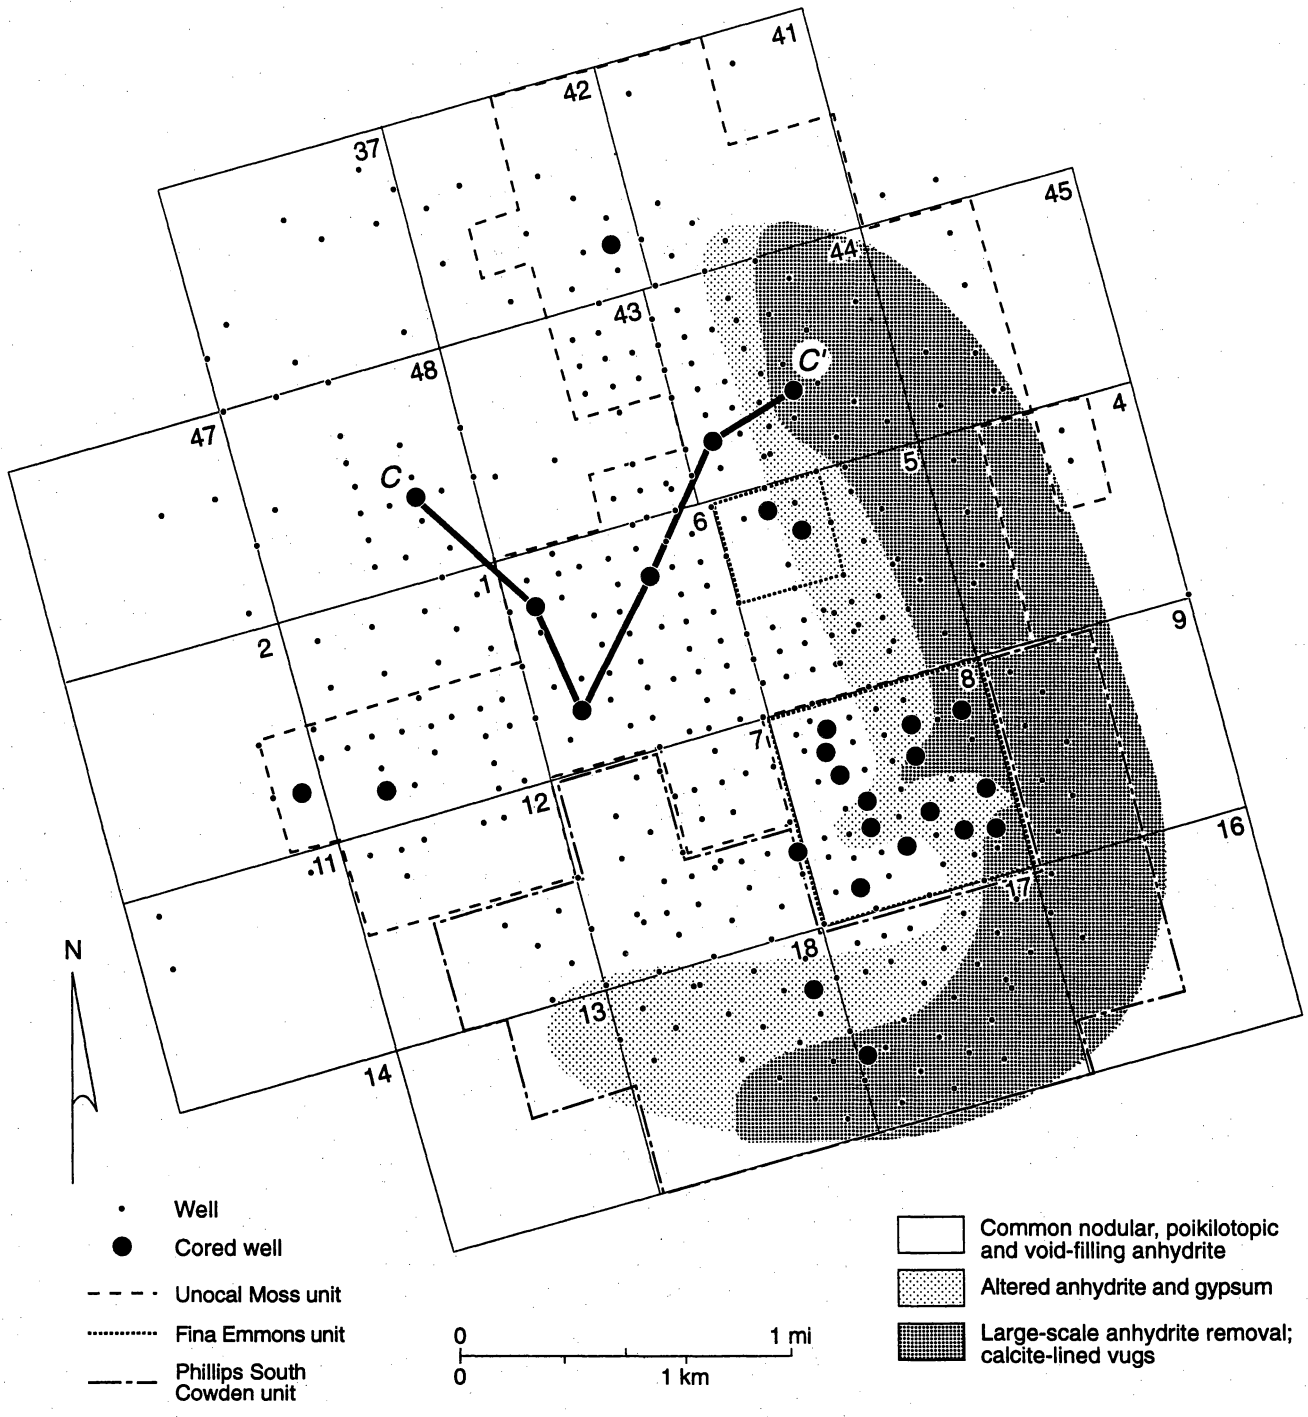 41
42
37
45
44
43
48
C'
4
47
C
5
6
1
9
2
8
7
12
16
11
17
N
18
13
14
Well
Cored well
Unocal Moss unit
Fina Emmons unit
Phillips South
Cowden unit
0 1 mi
0 1 km
Common nodular, poikilotopic
and void-filling anhydrite
Altered anhydrite and gypsum
Large-scale anhydrite removal;
calcite-lined vugs